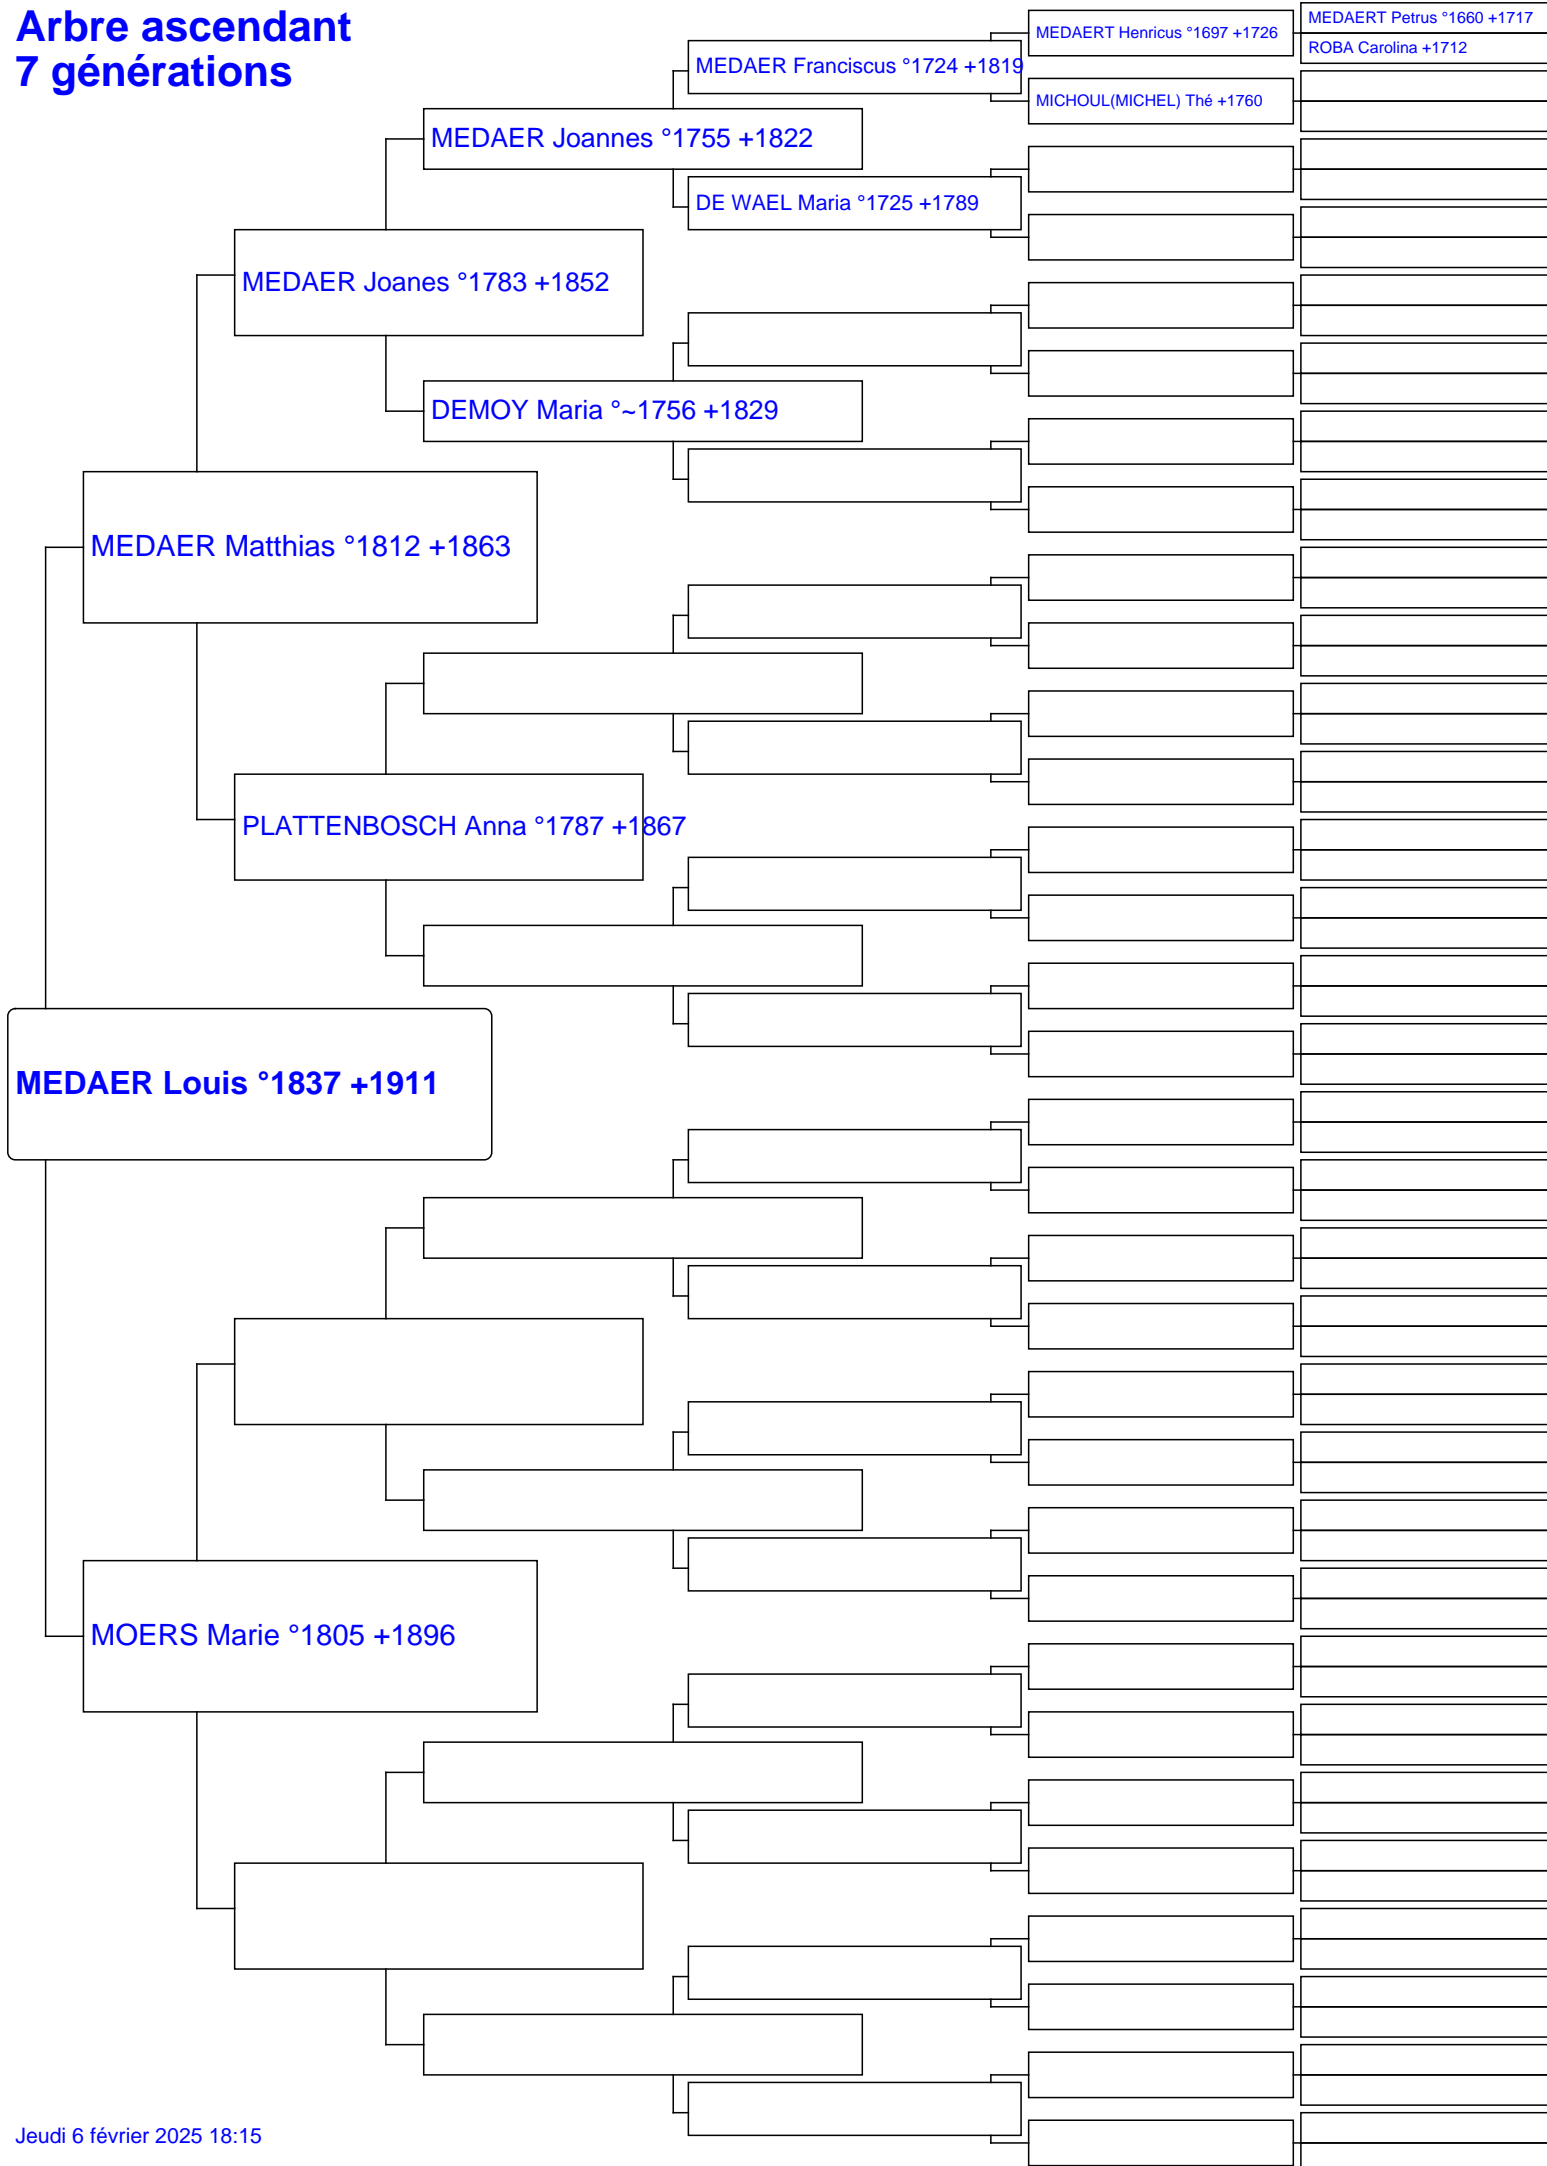 Arbre ascendant
7 générations
MEDAERT Petrus °1660 +1717
MEDAERT Henricus °1697 +1726
ROBA Carolina +1712
MEDAER Franciscus °1724 +1819
MICHOUL(MICHEL) Thé +1760
MEDAER Joannes °1755 +1822
DE WAEL Maria °1725 +1789
MEDAER Joanes °1783 +1852
DEMOY Maria °~1756 +1829
MEDAER Matthias °1812 +1863
PLATTENBOSCH Anna °1787 +1867
MEDAER Louis °1837 +1911
MOERS Marie °1805 +1896
Jeudi 6 février 2025 18:15